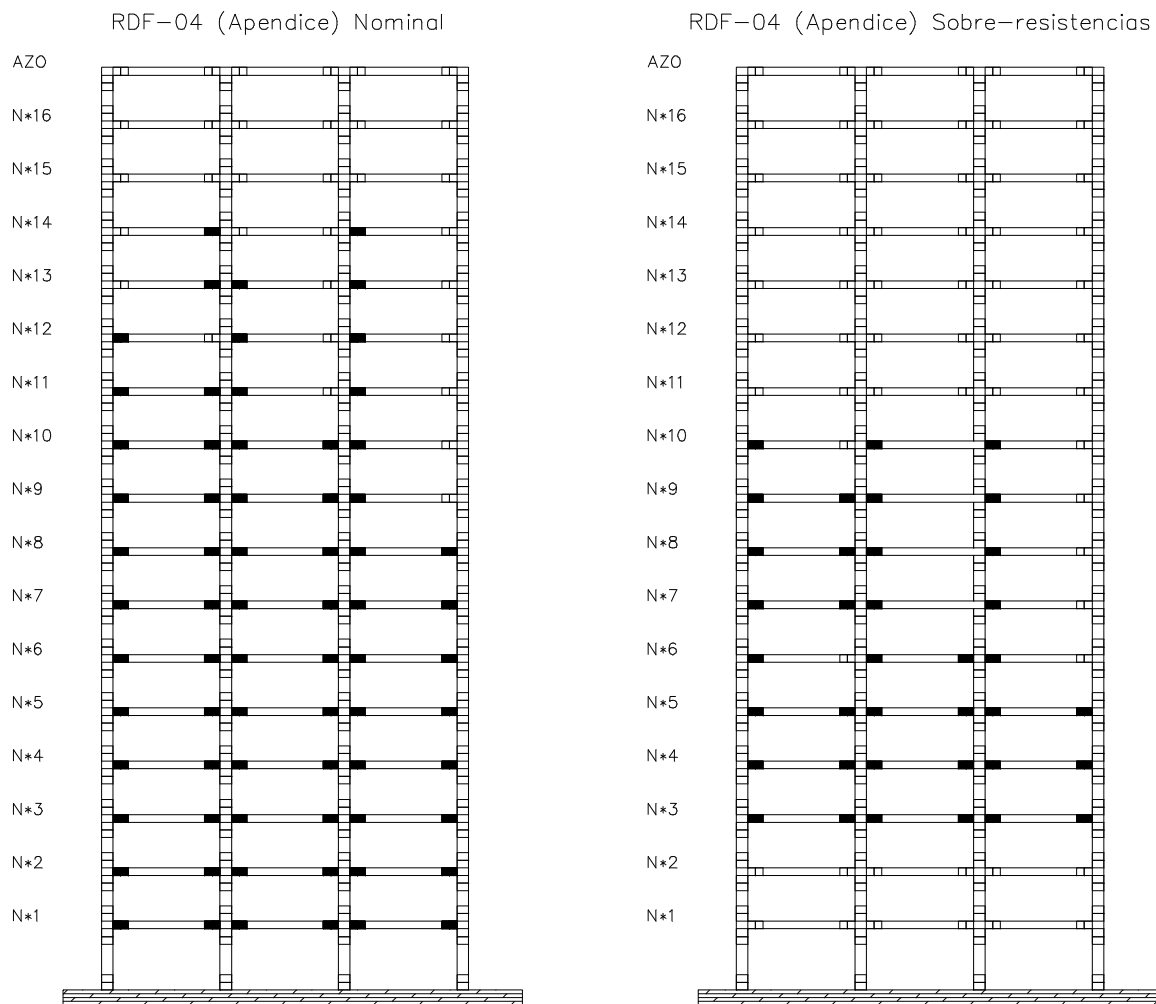 RDF-04 (Apendice) Nominal
AZO
N*16
N*15
N*14
N*13
N*12
N*11
N*10
N*9
N*8
N*7
N*6
N*5
N*4
N*3
N*2
N*1
RDF-04 (Apendice) Sobre-resistencias
AZO
N*16
N*15
N*14
N*13
N*12
N*11
N*10
N*9
N*8
N*7
N*6
N*5
N*4
N*3
N*2
N*1